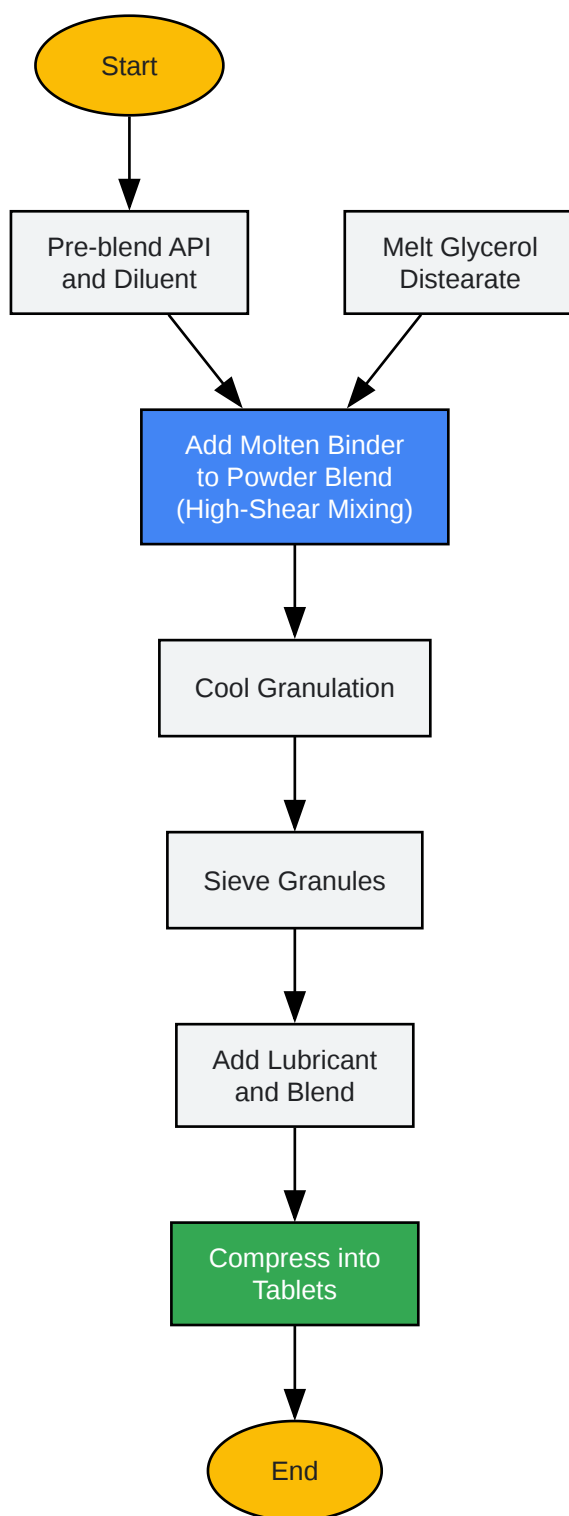 Start
Pre-blend API
and Diluent
Melt Glycerol
Distearate
Add Molten Binder
to Powder Blend
(High-Shear Mixing)
Cool Granulation
Sieve Granules
Add Lubricant
and Blend
Compress into
Tablets
End